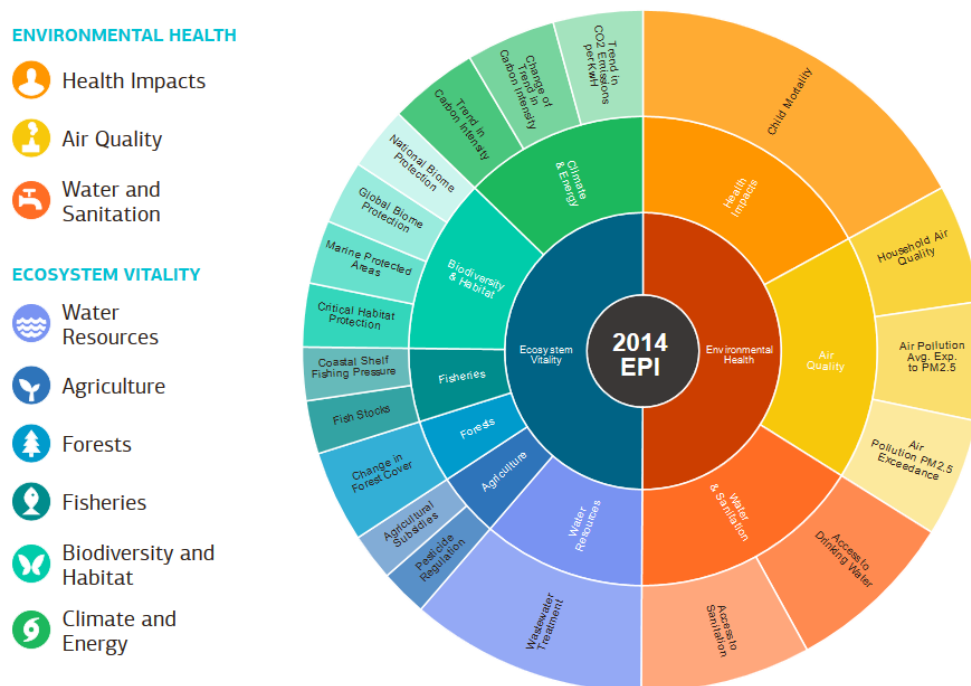 ENVIRONMENTAL HEALTH
Health Impacts
Air Quality
Water and
Sanitation
ECOSYSTEM VITALITY
Water
Resources
Agriculture
Forests
Fisheries
Biodiversity and
Habitat
Climate and
Energy
2014
EPI
Environmental
Health
Ecosystem
Vitality
Health
Impacts
Air
Quality
Water
& Sanitation
Water
Resources
Agriculture
Forests
Fisheries
Biodiversity
& Habitat
Climate
& Energy
Child Mortality
Household Air
Quality
Air Pollution
Avg. Exp.
to PM2.5
Air
Pollution PM2.5
Exceedance
Access to
Drinking Water
Access to
Sanitation
Wastewater
Treatment
Pesticide
Regulation
Agricultural
Subsidies
Change in
Forest Cover
Fish Stocks
Coastal Shelf
Fishing Pressure
Critical Habitat
Protection
Marine Protected
Areas
Global Biome
Protection
National Biome
Protection
Trend in
Carbon Intensity
Change of
Trend in
Carbon Intensity
Trend in
CO2 Emissions
per KwH